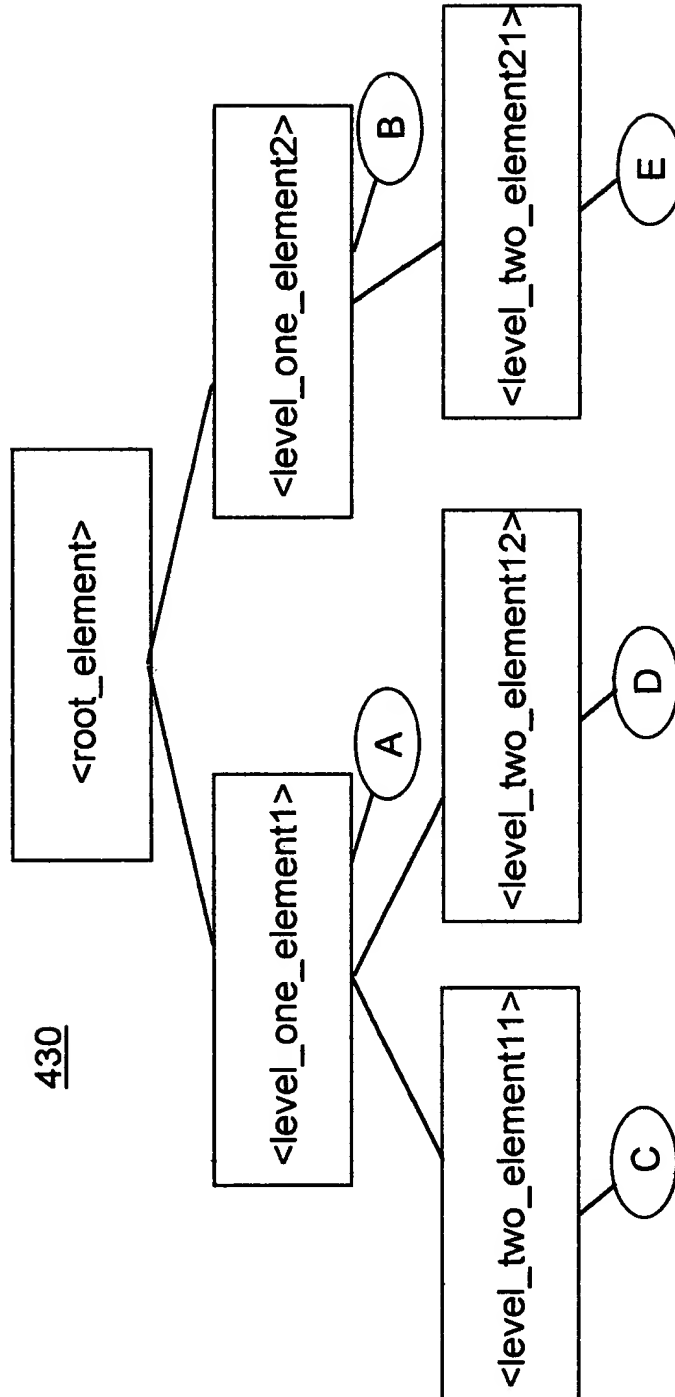 430
<root_element>
<level_one_element1>
<level_one_element2>
A
B
<level_two_element11>
<level_two_element12>
<level_two_element21>
C
D
E